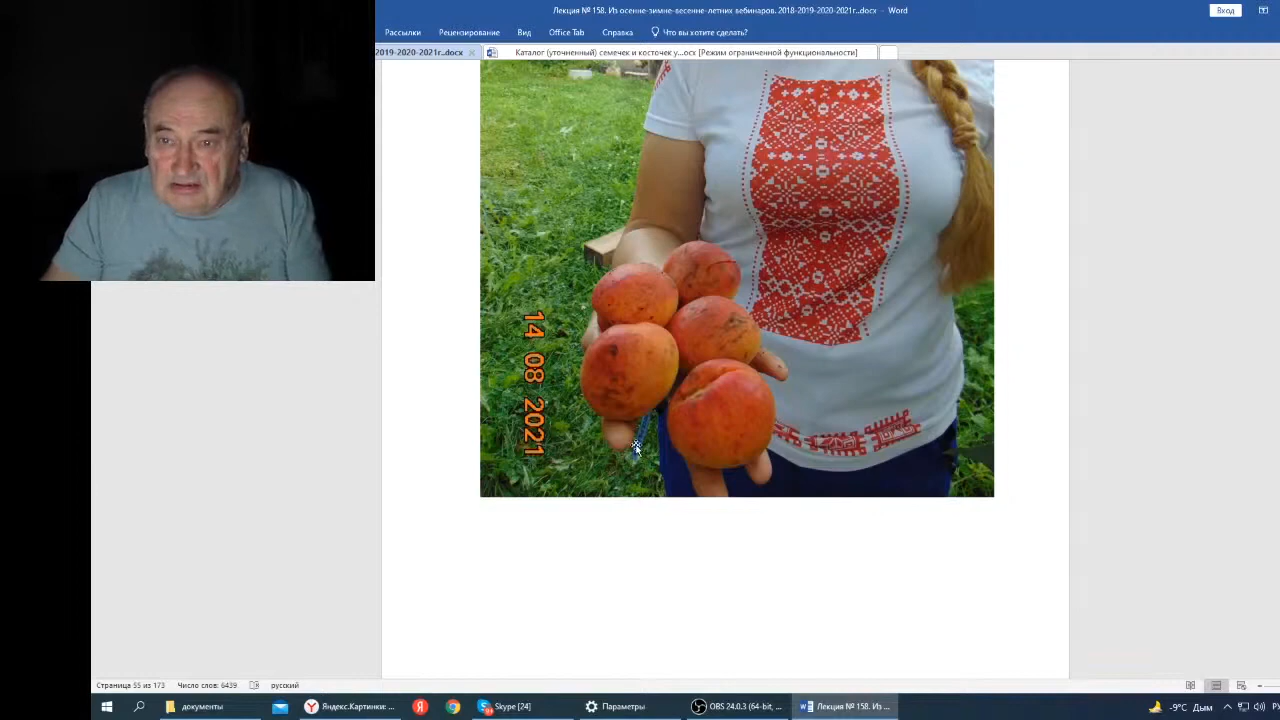 Лекция № 158. Из осенне-зимне-весенне-летних вебинаров. 2018-2019-2020-2021г..docx - Word
Вход
Рассылки Рецензирование Вид Office Tab Справка Что вы хотите сделать?
2019-2020-2021г..docx
Каталог (уточненный) семечек и косточек у...осх [Режим ограниченной функциональности]
14 08 2021
Страница 55 из 173 Число слов: 6439 русский
документы
Яндекс.Картинки: ...
Я
Skype [24]
Параметры
OBS 24.0.3 (64-bit, ...
Лекция № 158. Из ...
-9°C Дым